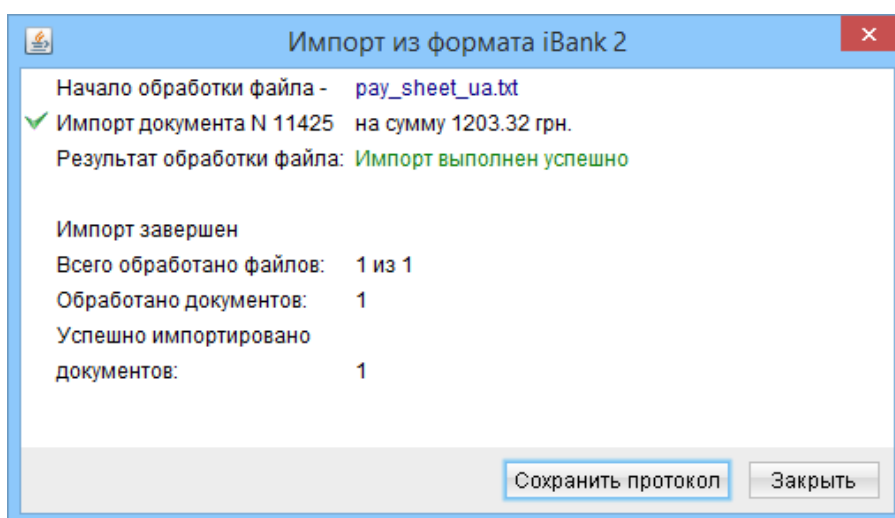 Импорт из формата iBank 2
Начало обработки файла - pay_sheet_ua.txt
Импорт документа N 11425 на сумму 1203.32 грн.
Результат обработки файла: Импорт выполнен успешно
Импорт завершен
Всего обработано файлов: 1 из 1
Обработано документов: 1
Успешно импортировано
документов: 1
Сохранить протокол Закрыть